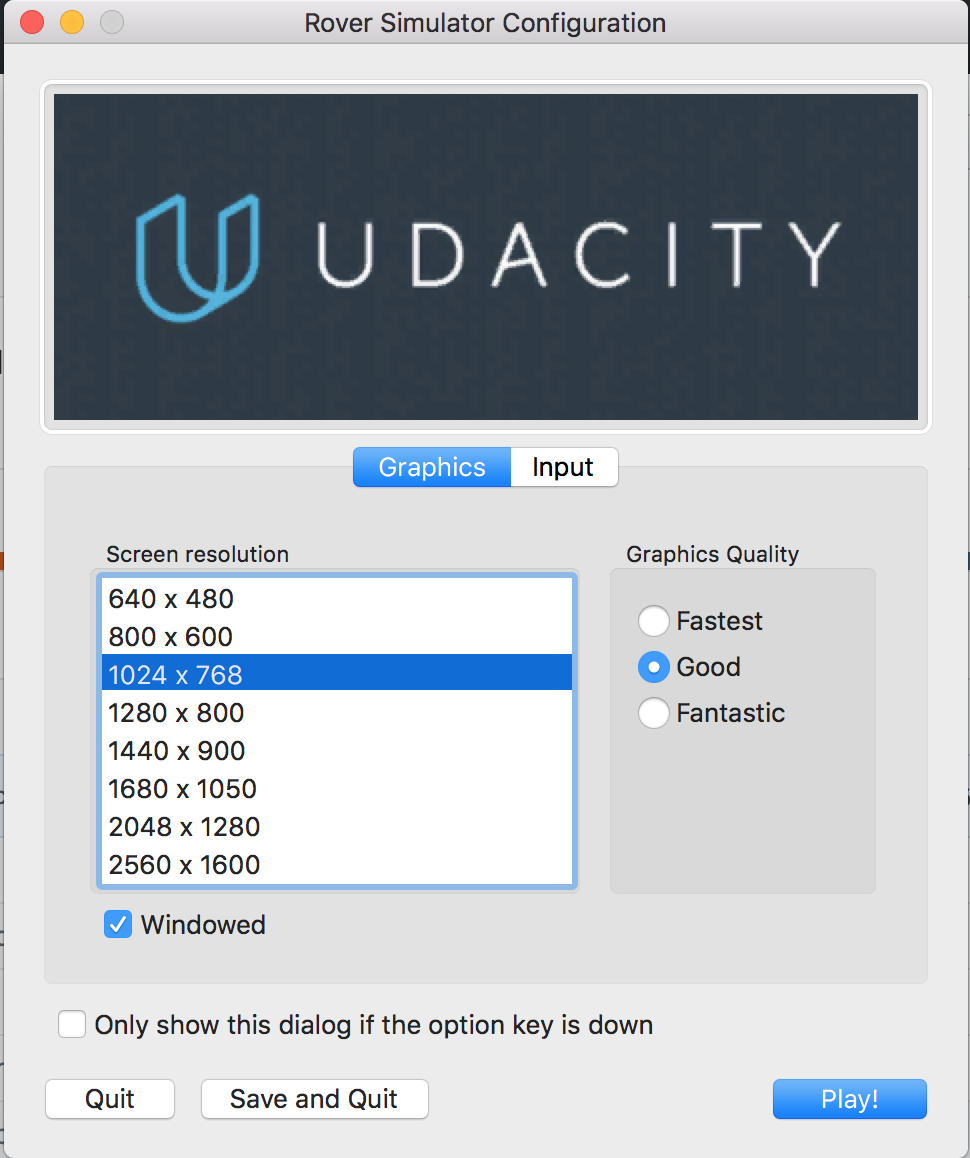 Rover Simulator Configuration
UDACITY
Graphics Input
Screen resolution
640 x 480
800 x 600
1024 x 768
1280 x 800
1440 x 900
1680 x 1050
2048 x 1280
2560 x 1600
Windowed
Graphics Quality
Fastest
Good
Fantastic
Only show this dialog if the option key is down
Quit Save and Quit Play!